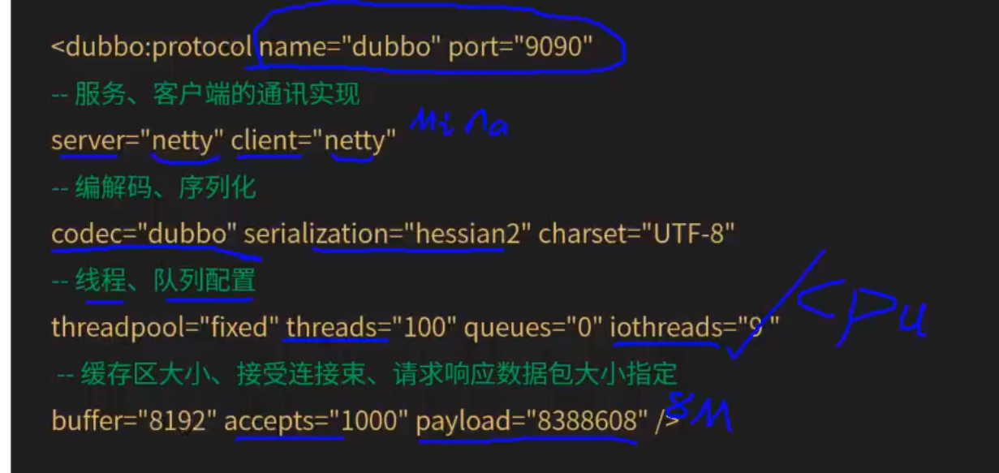 <dubbo:protocol name="dubbo" port="9090"
-- 服务、客户端的通讯实现
Mina
server="netty" client="netty"
-- 编解码、序列化
codec="dubbo" serialization="hessian2" charset="UTF-8"
-- 线程、队列配置
cpu
threadpool="fixed" threads="100" queues="0" iothreads="9"
-- 缓存区大小、接受连接束、请求响应数据包大小指定
buffer="8192" accepts="1000" payload="8388608" />
8M